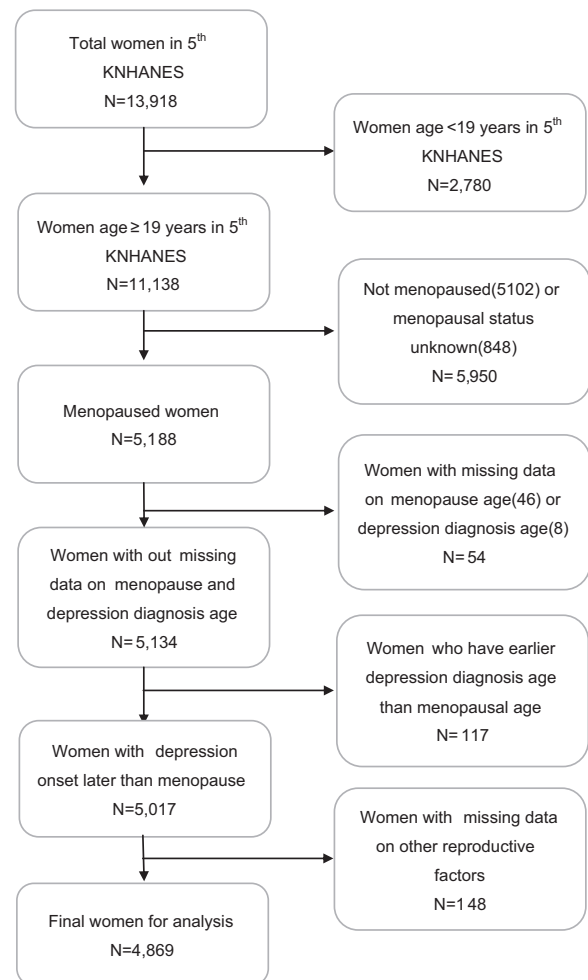 Total women in 5th
KNHANES
N=13,918
Women age <19 years in 5th
KNHANES
N=2,780
Women age ≥ 19 years in 5th
KNHANES
N=11,138
Not menopaused(5102) or
menopausal status
unknown(848)
N= 5,950
Menopaused women
N=5,188
Women with missing data
on menopause age(46) or
depression diagnosis age(8)
N= 54
Women with out missing
data on menopause and
depression diagnosis age
N= 5,134
Women who have earlier
depression diagnosis age
than menopausal age
N= 117
Women with depression
onset later than menopause
N=5,017
Women with missing data
on other reproductive
factors
N=1 48
Final women for analysis
N=4,869